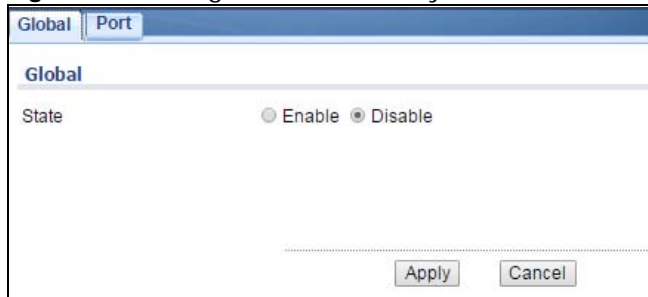 Global Port
Global
State Enable Disable
Apply Cancel